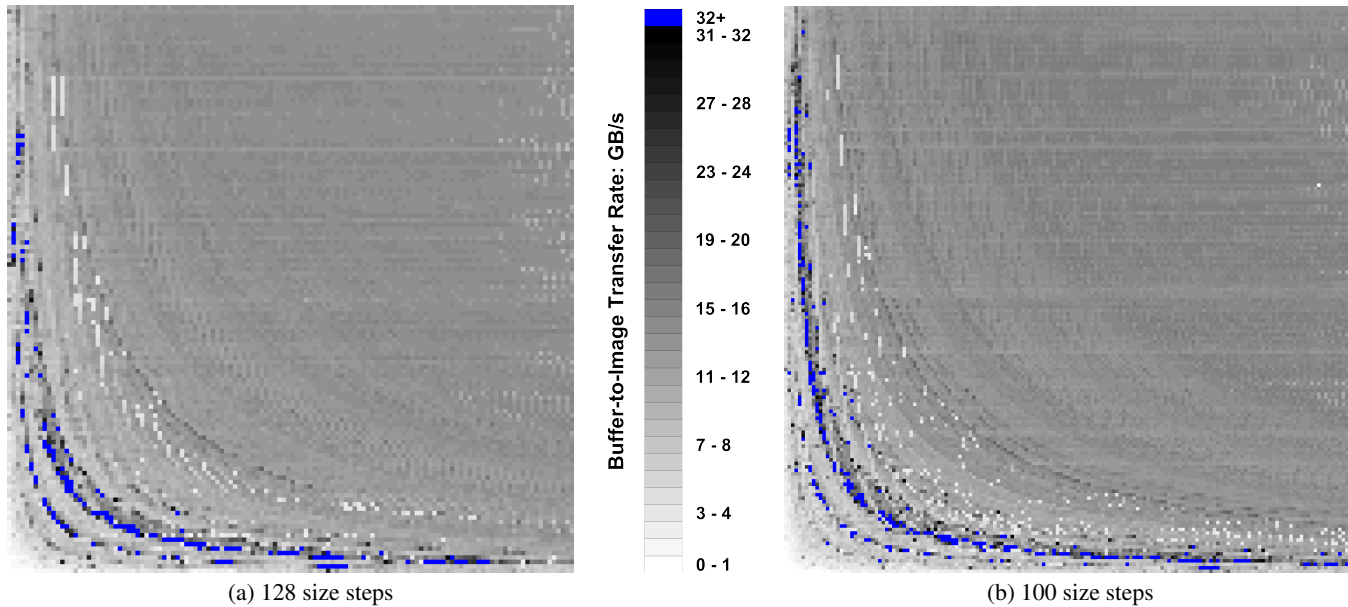 Buffer-to-Image Transfer Rate: GB/s
32+
31 - 32
27 - 28
23 - 24
19 - 20
15 - 16
11 - 12
7 - 8
3 - 4
0 - 1
(a) 128 size steps
(b) 100 size steps